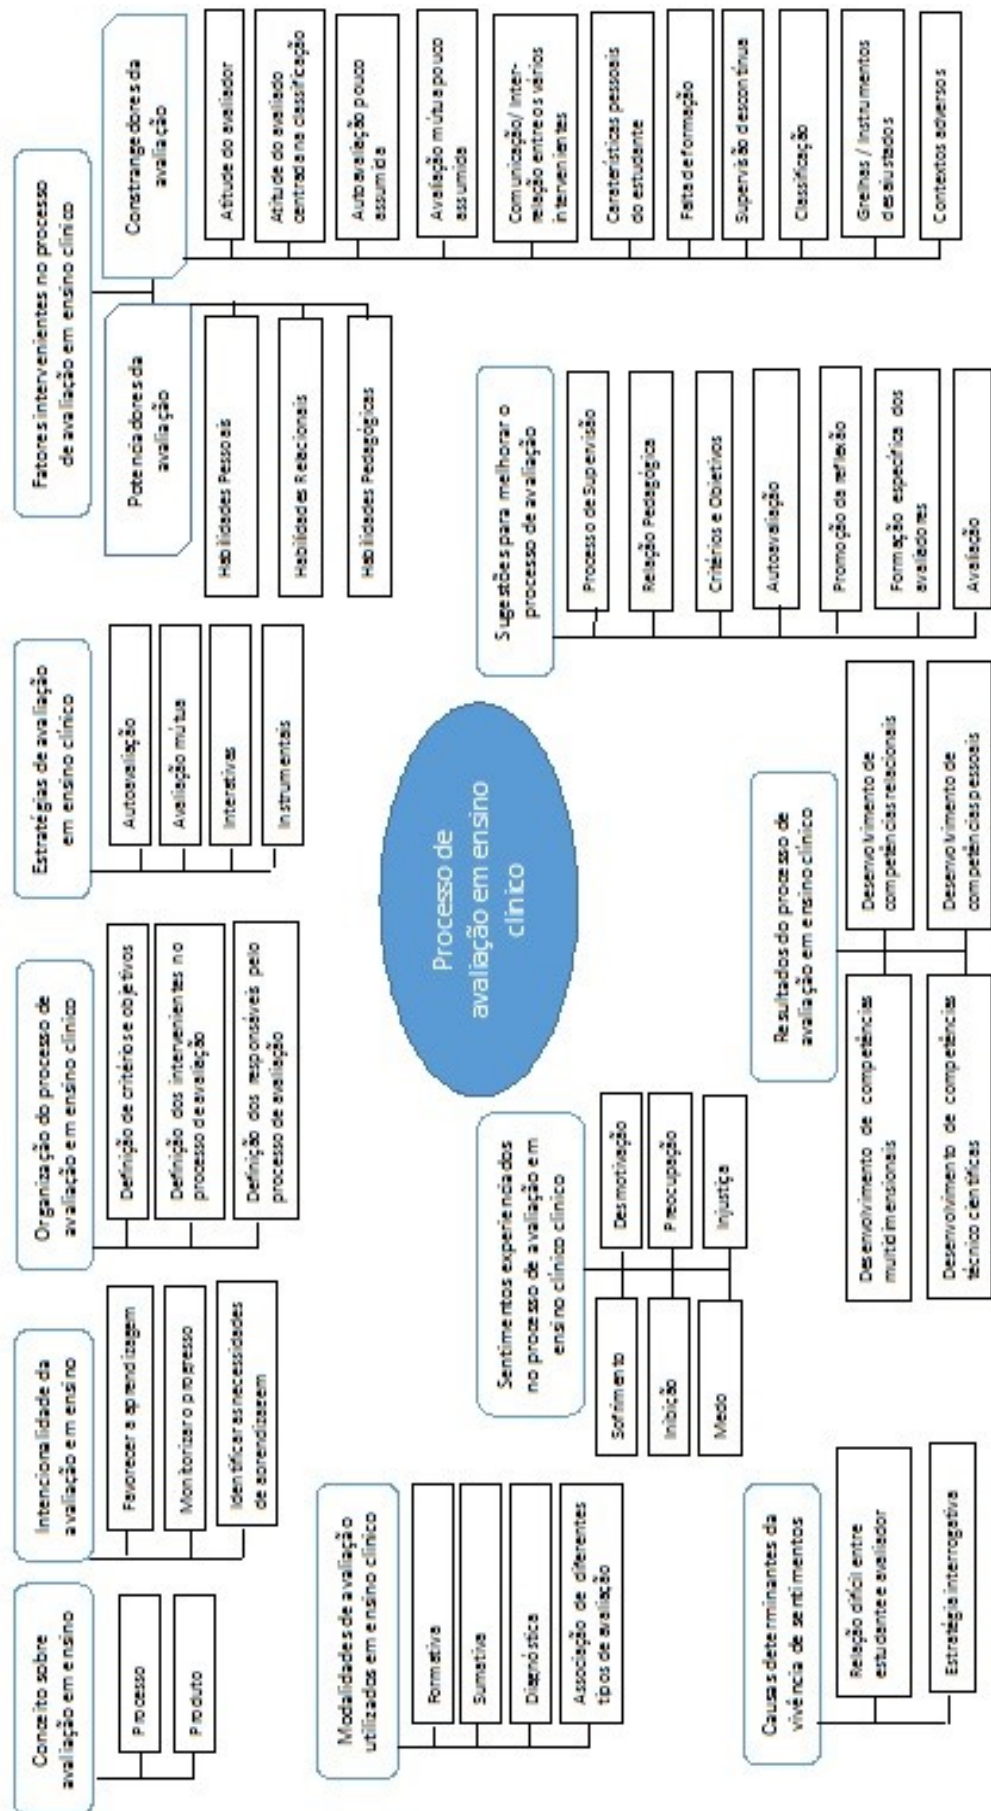 Conceito sobre
avaliação em ensino
Processo
Produto
Intencionalidade da
avaliação em ensino
Favorecer a aprendizagem
Monitorizar o progresso
Identificar as necessidades
de aprendizagem
Organização do processo de
avaliação em ensino clínico
Definição de critérios e objetivos
Definição dos intervenientes no
processo de avaliação
Definição dos responsáveis pelo
processo de avaliação
Estratégias de avaliação
em ensino clínico
Autoavaliação
Avaliação mútua
Interativas
Instrumentais
Fatores intervenientes no processo
de avaliação em ensino clínico
Potenciadores da
avaliação
Habilidades Pessoais
Habilidades Relacionais
Habilidades Pedagógicas
Constrangedores da
avaliação
Atitude do avaliador
Atitude do avaliado
centrada na classificação
Autoavaliação pouco
assumida
Avaliação mútua pouco
assumida
Comunicação/ Inter-
relação entre os vários
intervenientes
Caraterísticas pessoais
do estudante
Falta de formação
Supervisão descontínua
Classificação
Grelhas / Instrumentos
desajustados
Contextos adversos
Modalidades de avaliação
utilizados em ensino clínico
Formativa
Sumativa
Diagnóstica
Associação de diferentes
tipos de avaliação
Sentimentos experienciados
no processo de avaliação em
ensino clínico clínico
Sofrimento
Desmotivação
Inibição
Preocupação
Medo
Injustiça
Processo de
avaliação em ensino
clínico
Sugestões para melhorar o
processo de avaliação
Processo de Supervisão
Relação Pedagógica
Critérios e Objetivos
Autoavaliação
Promoção da reflexão
Formação específica dos
avaliadores
Avaliação
Causas determinantes da
vivência de sentimentos
Relação difícil entre
estudante e avaliador
Estratégia interrogativa
Resultados do processo de
avaliação em ensino clínico
Desenvolvimento de competências
multidimensionais
Desenvolvimento de
competências relacionais
Desenvolvimento de competências
técnico científicas
Desenvolvimento de
competências pessoais